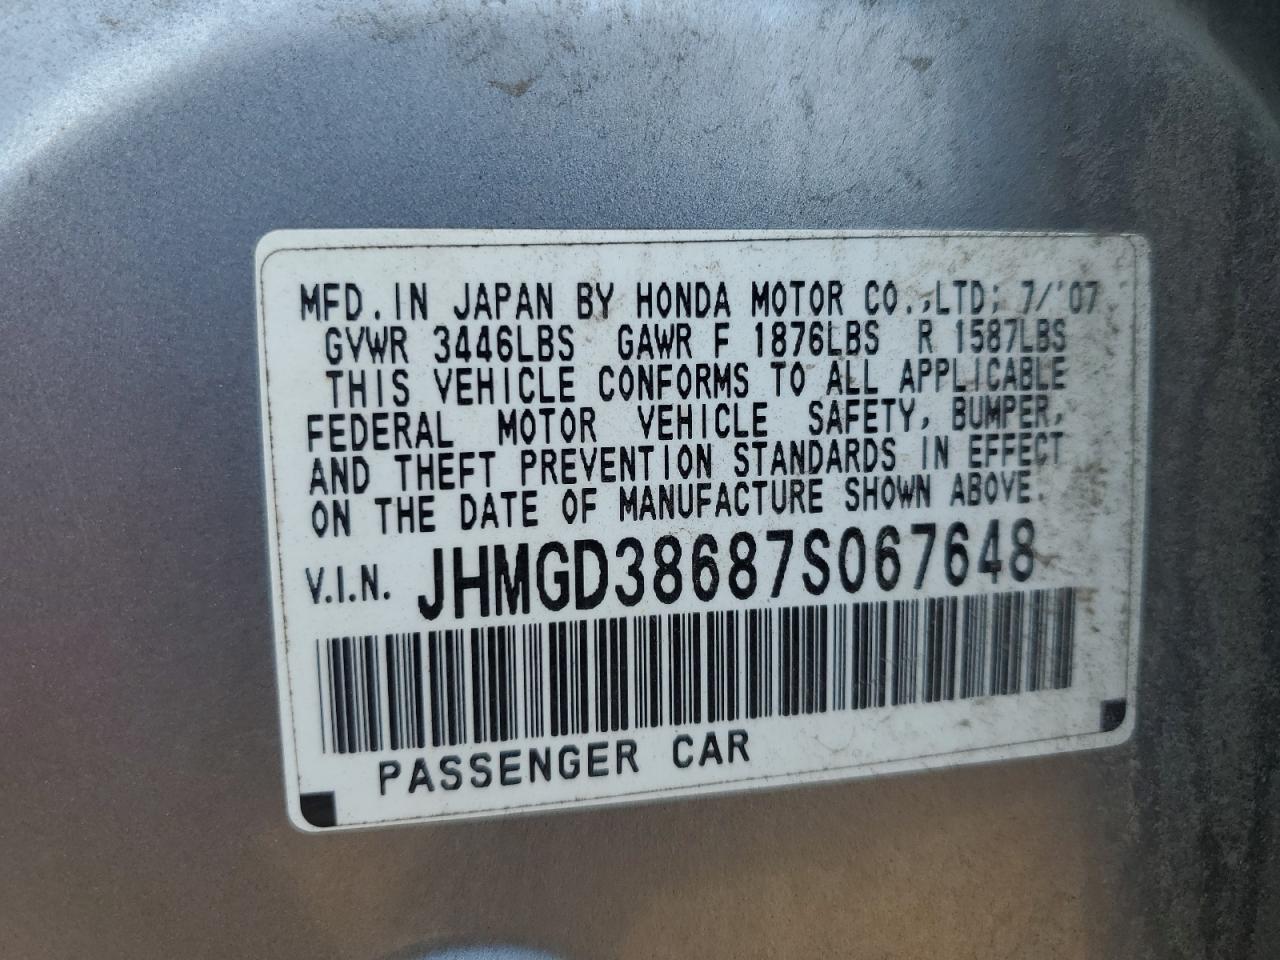 MFD.IN JAPAN BY HONDA MOTOR CO.,LTD; 7/'07
GVWR 3446LBS GAWR F 1876LBS R 1587LBS
THIS VEHICLE CONFORMS TO ALL APPLICABLE
FEDERAL MOTOR VEHICLE SAFETY, BUMPER,
AND THEFT PREVENTION STANDARDS IN EFFECT
ON THE DATE OF MANUFACTURE SHOWN ABOVE.
V.I.N. JHMGD38687S067648
PASSENGER CAR